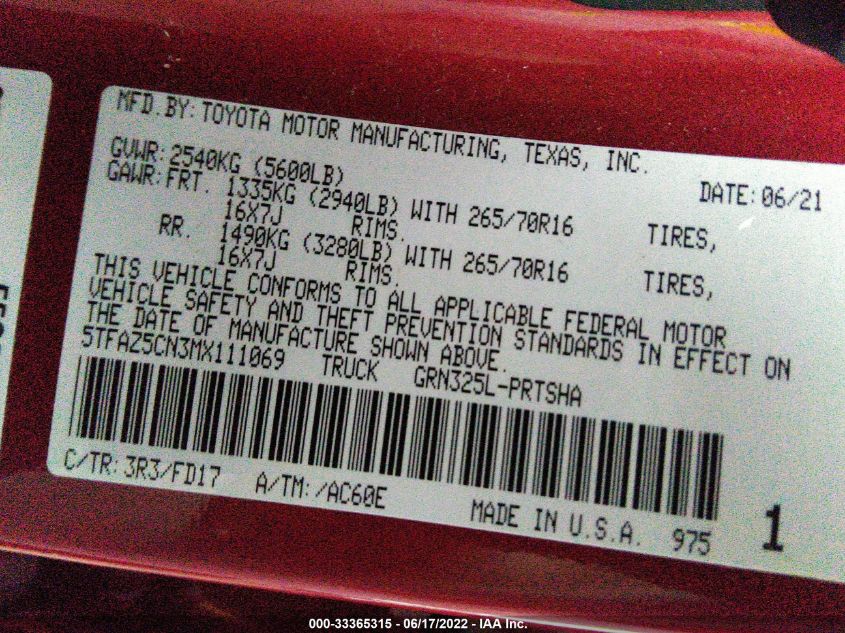 MFD.BY:TOYOTA MOTOR MANUFACTURING, TEXAS, INC.
DATE:06/21
GVWR:2540KG (5600LB)
GAWR:FRT. 1335KG (2940LB) WITH 265/70R16 TIRES,
16X7J RIMS.
RR. 1490KG (3280LB) WITH 265/70R16 TIRES,
16X7J RIMS.
THIS VEHICLE CONFORMS TO ALL APPLICABLE FEDERAL MOTOR
VEHICLE SAFETY AND THEFT PREVENTION STANDARDS IN EFFECT ON
THE DATE OF MANUFACTURE SHOWN ABOVE.
5TFAZ5CN3MX111069 TRUCK GRN325L-PRTSHA
C/TR:3R3/FD17 A/TM:/AC60E MADE IN U.S.A. 975 1
000-33365315 - 06/17/2022 - IAA Inc.